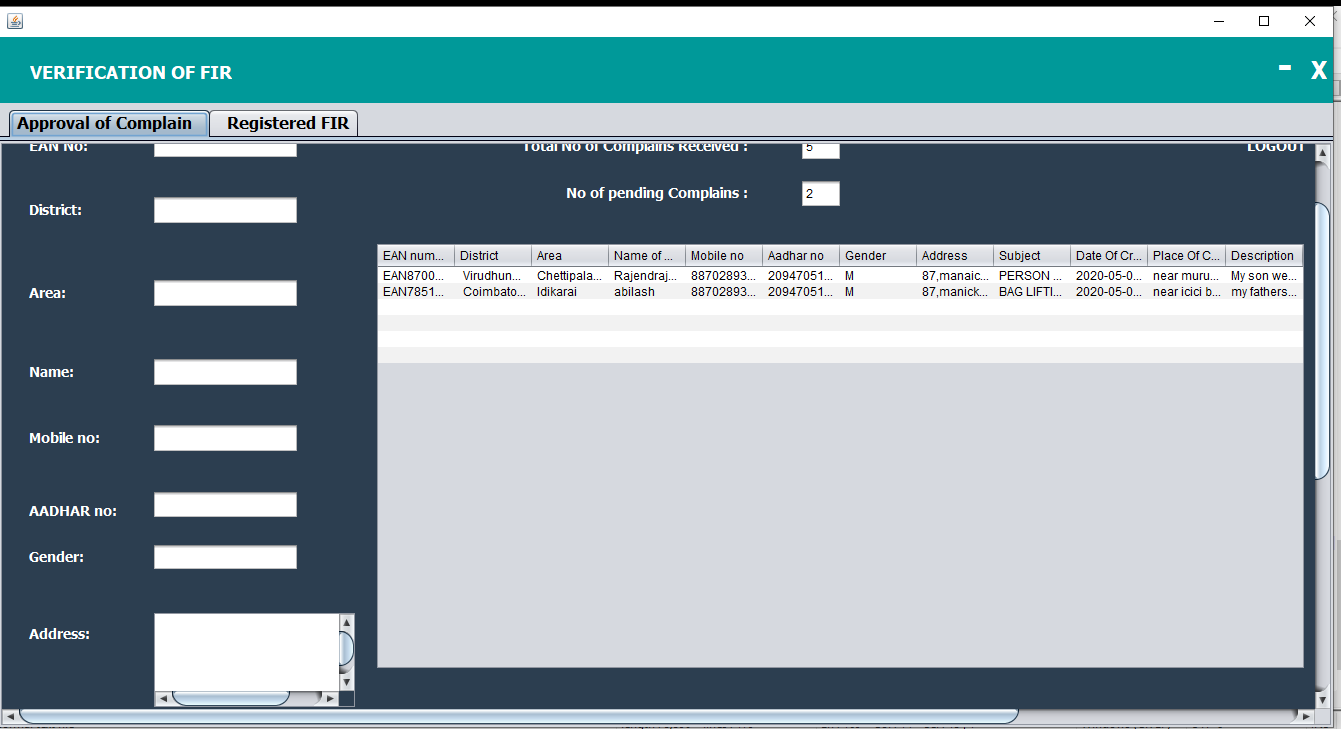 VERIFICATION OF FIR
- X
Approval of Complain Registered FIR
EAN No: Total No of Complains Received : 5 LOGOUT
No of pending Complains : 2
District:
EAN num... District Area Name of ... Mobile no Aadhar no Gender Address Subject Date Of Cr... Place Of C... Description
EAN8700... Virudhun... Chettipala... Rajendraj... 88702893... 20947051... M 87,manaic... PERSON ... 2020-05-0... near muru... My son we...
EAN7851... Coimbato... Idikarai abilash 88702893... 20947051... M 87,manick... BAG LIFTI... 2020-05-0... near icici b... my fathers...
Area:
Name:
Mobile no:
AADHAR no:
Gender:
Address: